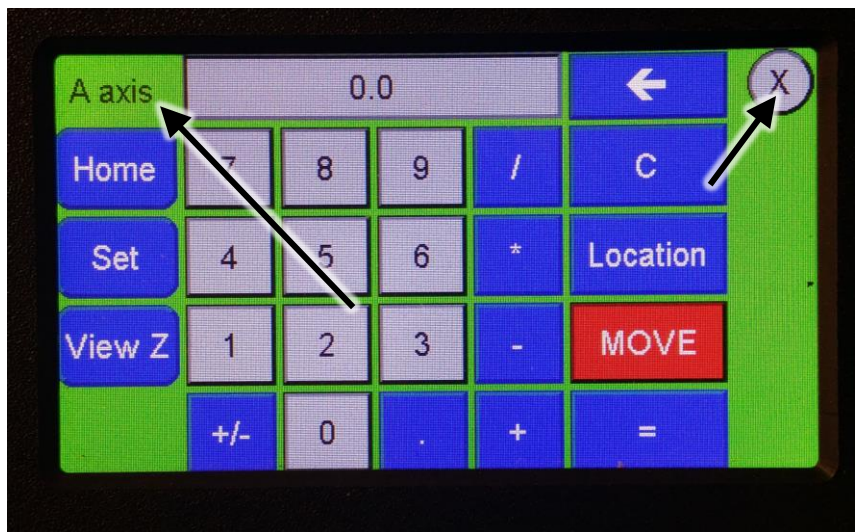 A axis 0.0 ← X
Home 7 8 9 / C
Set 4 5 6 * Location
View Z 1 2 3 - MOVE
+/- 0 . + =